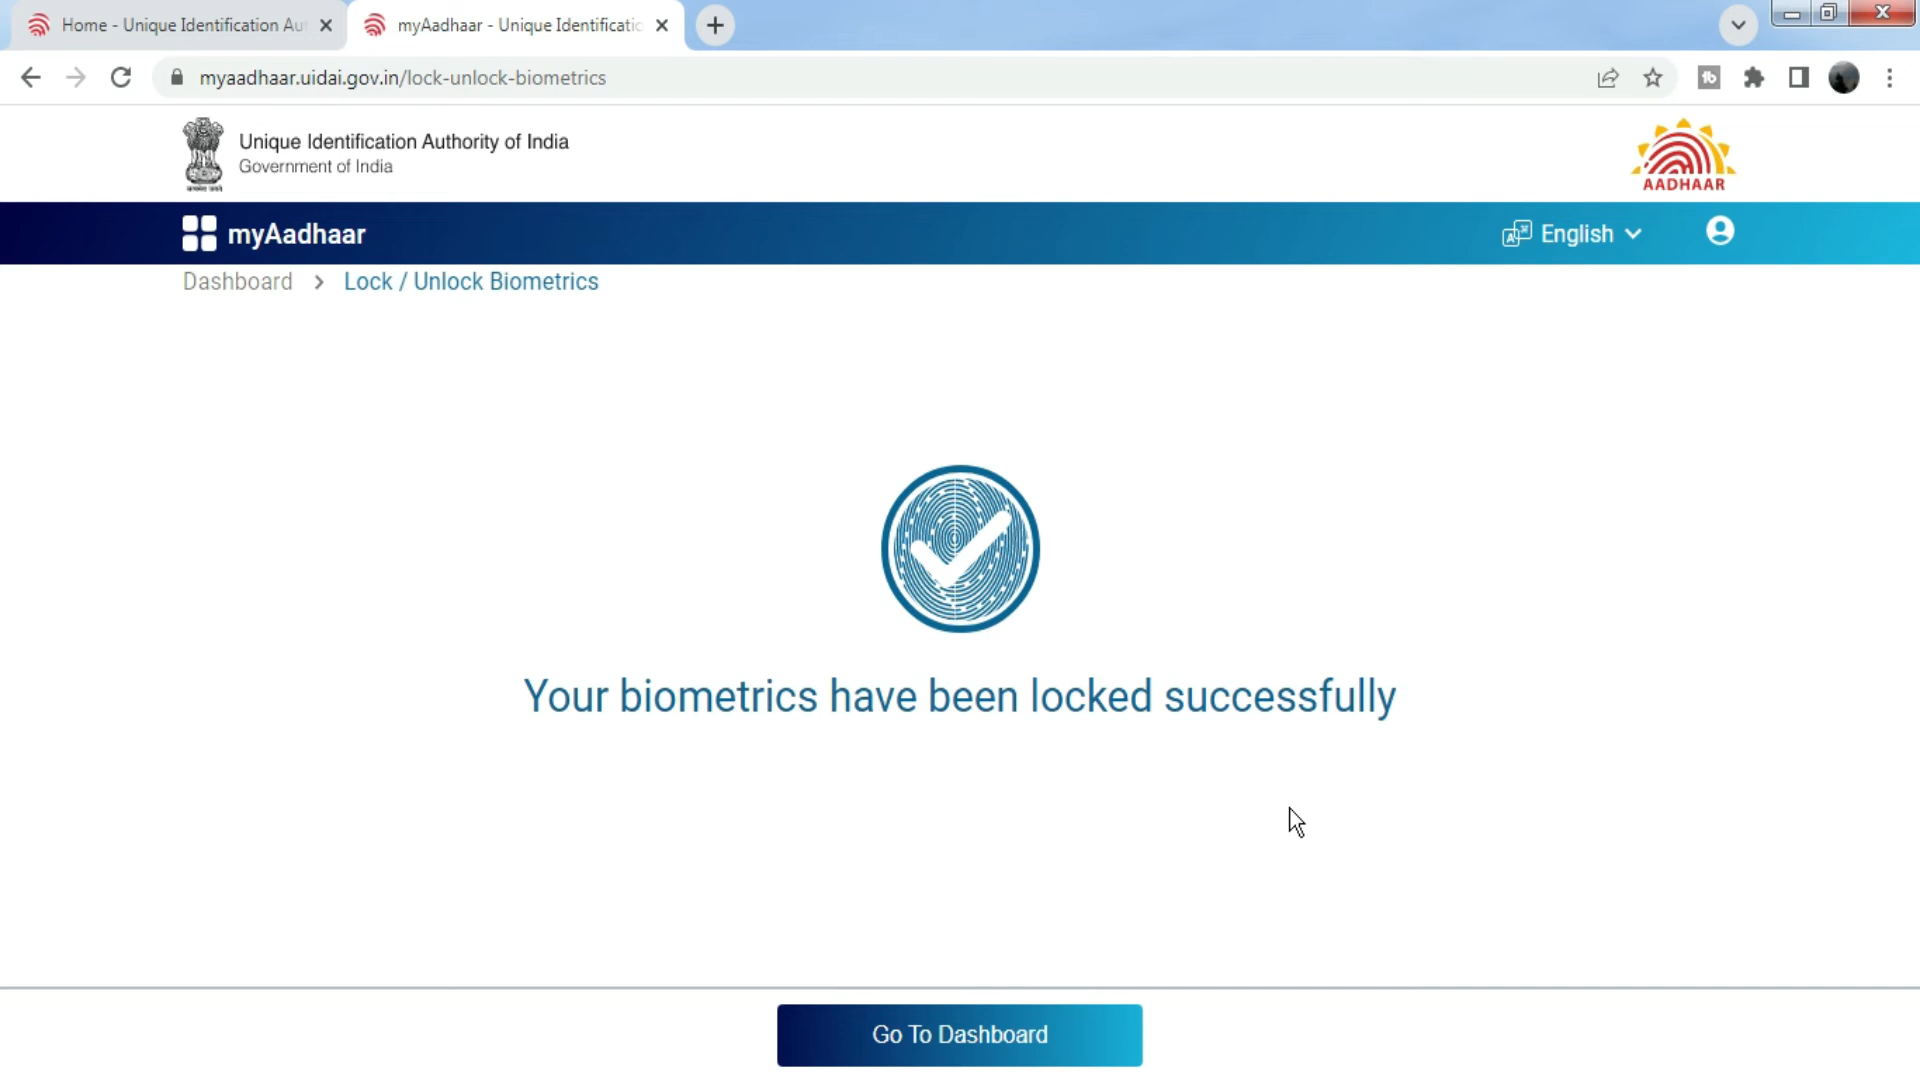 Home - Unique Identification Au
myAadhaar - Unique Identificatio
myaadhaar.uidai.gov.in/lock-unlock-biometrics
Unique Identification Authority of India
Government of India
AADHAAR
myAadhaar
English
Dashboard > Lock / Unlock Biometrics
Your biometrics have been locked successfully
Go To Dashboard